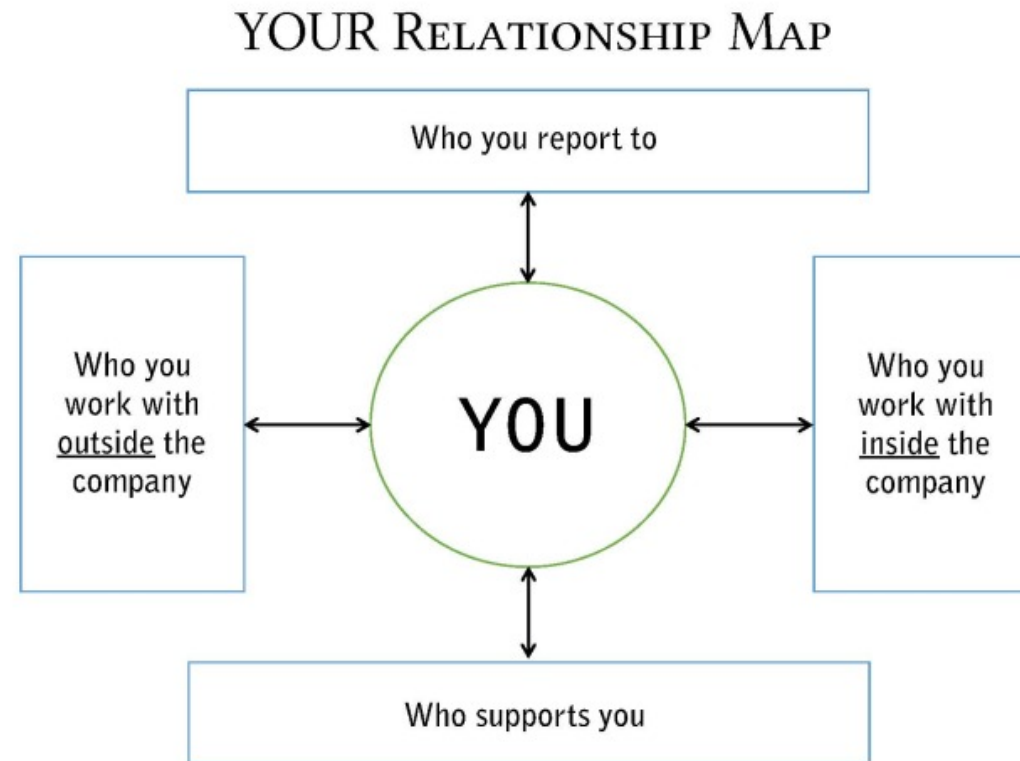 YOUR RELATIONSHIP MAP
Who you report to
Who you
work with
outside the
company
YOU
Who you
work with
inside the
company
Who supports you